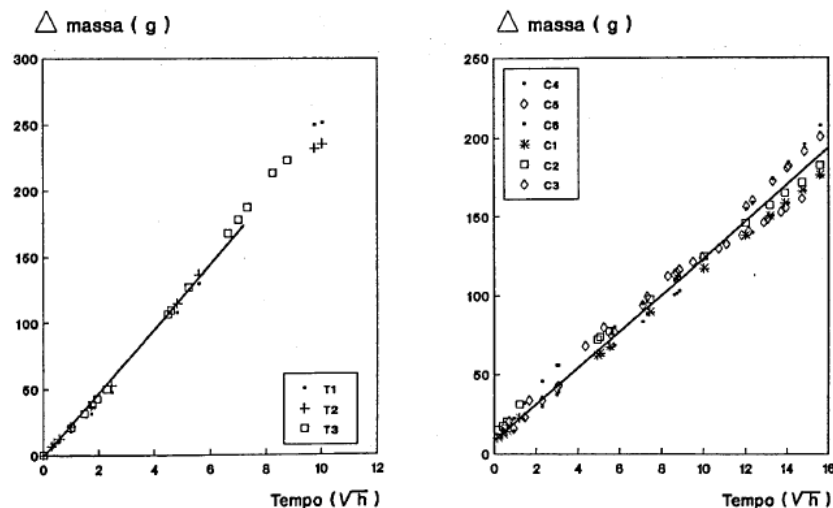 △ massa ( g )
300
250
200
150
100
50
0
0 2 4 6 8 10 12
T1
T2
T3
Tempo (√h )
△ massa ( g )
250
200
150
100
50
0
0 2 4 6 8 10 12 14 16
C4
C5
C6
C1
C2
C3
Tempo (√h )